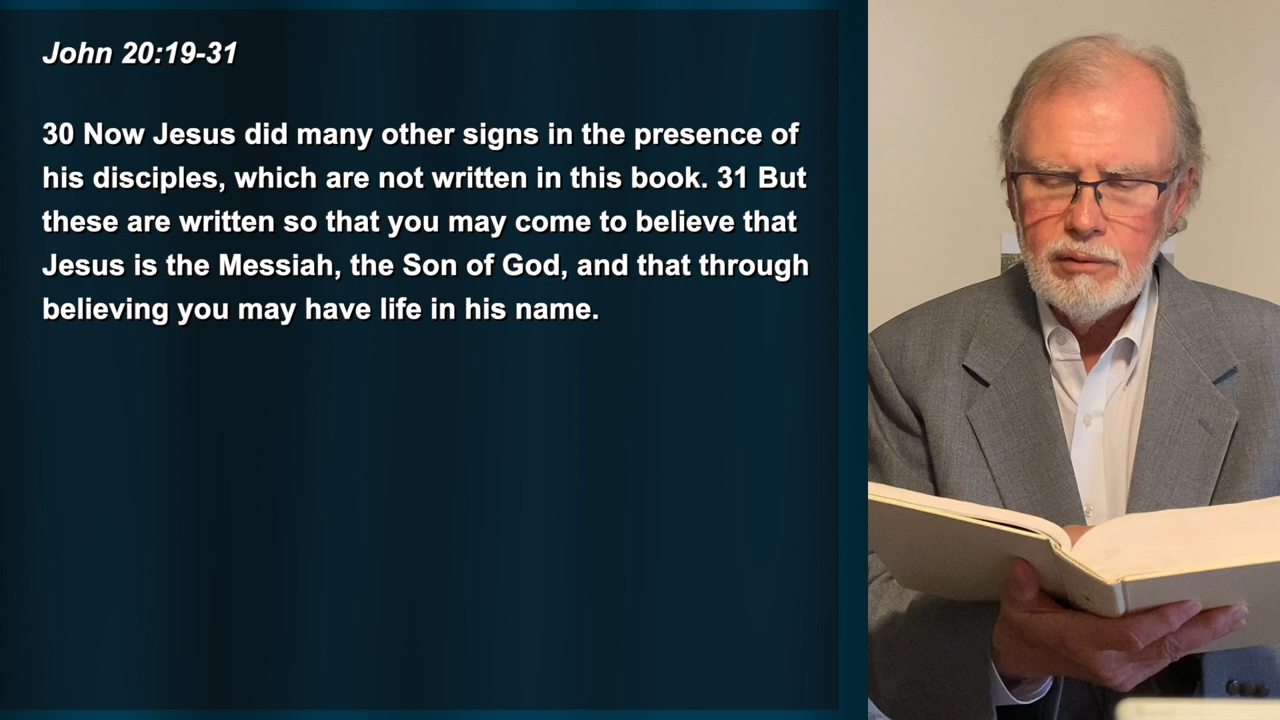 John 20:19-31
30 Now Jesus did many other signs in the presence of
his disciples, which are not written in this book. 31 But
these are written so that you may come to believe that
Jesus is the Messiah, the Son of God, and that through
believing you may have life in his name.